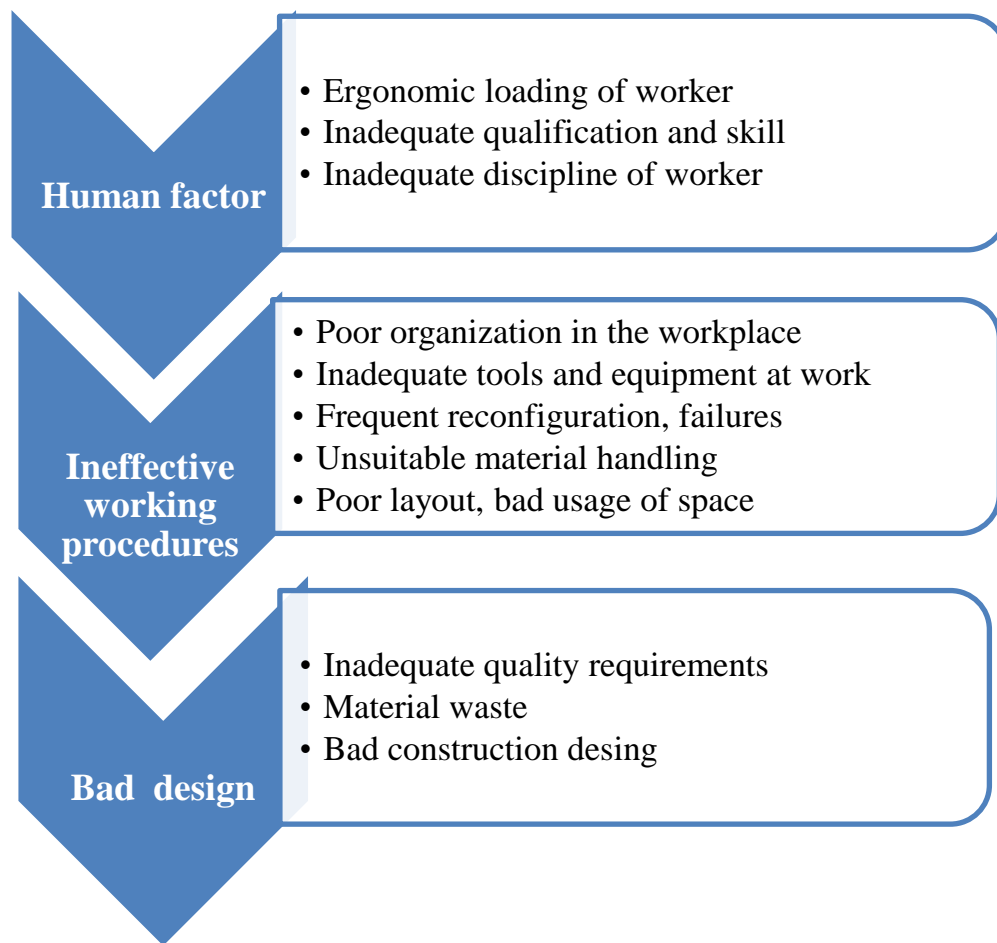 Human factor
• Ergonomic loading of worker
• Inadequate qualification and skill
• Inadequate discipline of worker
Ineffective
working
procedures
• Poor organization in the workplace
• Inadequate tools and equipment at work
• Frequent reconfiguration, failures
• Unsuitable material handling
• Poor layout, bad usage of space
Bad  design
• Inadequate quality requirements
• Material waste
• Bad construction desing